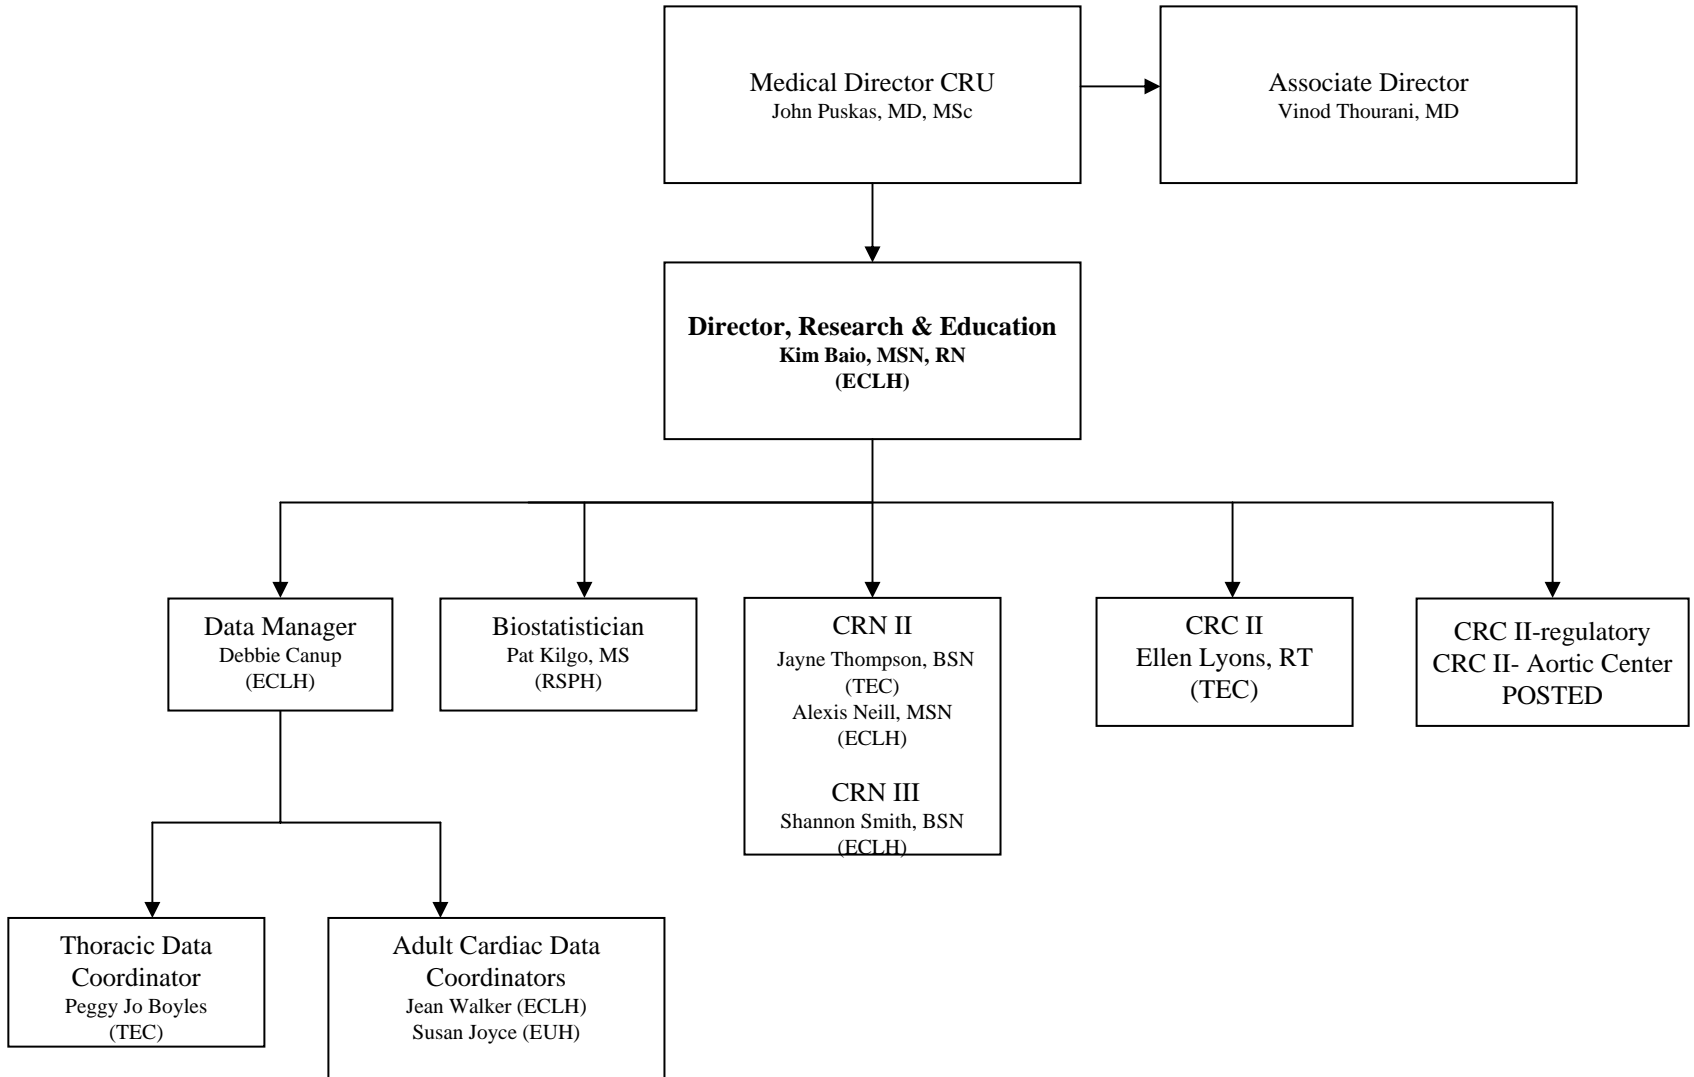 Medical Director CRU
John Puskas, MD, MSc
Associate Director
Vinod Thourani, MD
Director, Research & Education
Kim Baio, MSN, RN
(ECLH)
Data Manager
Debbie Canup
(ECLH)
Biostatistician
Pat Kilgo, MS
(RSPH)
CRN II
Jayne Thompson, BSN
(TEC)
Alexis Neill, MSN
(ECLH)
CRN III
Shannon Smith, BSN
(ECLH)
CRC II
Ellen Lyons, RT
(TEC)
CRC II-regulatory
CRC II- Aortic Center
POSTED
Thoracic Data
Coordinator
Peggy Jo Boyles
(TEC)
Adult Cardiac Data
Coordinators
Jean Walker (ECLH)
Susan Joyce (EUH)